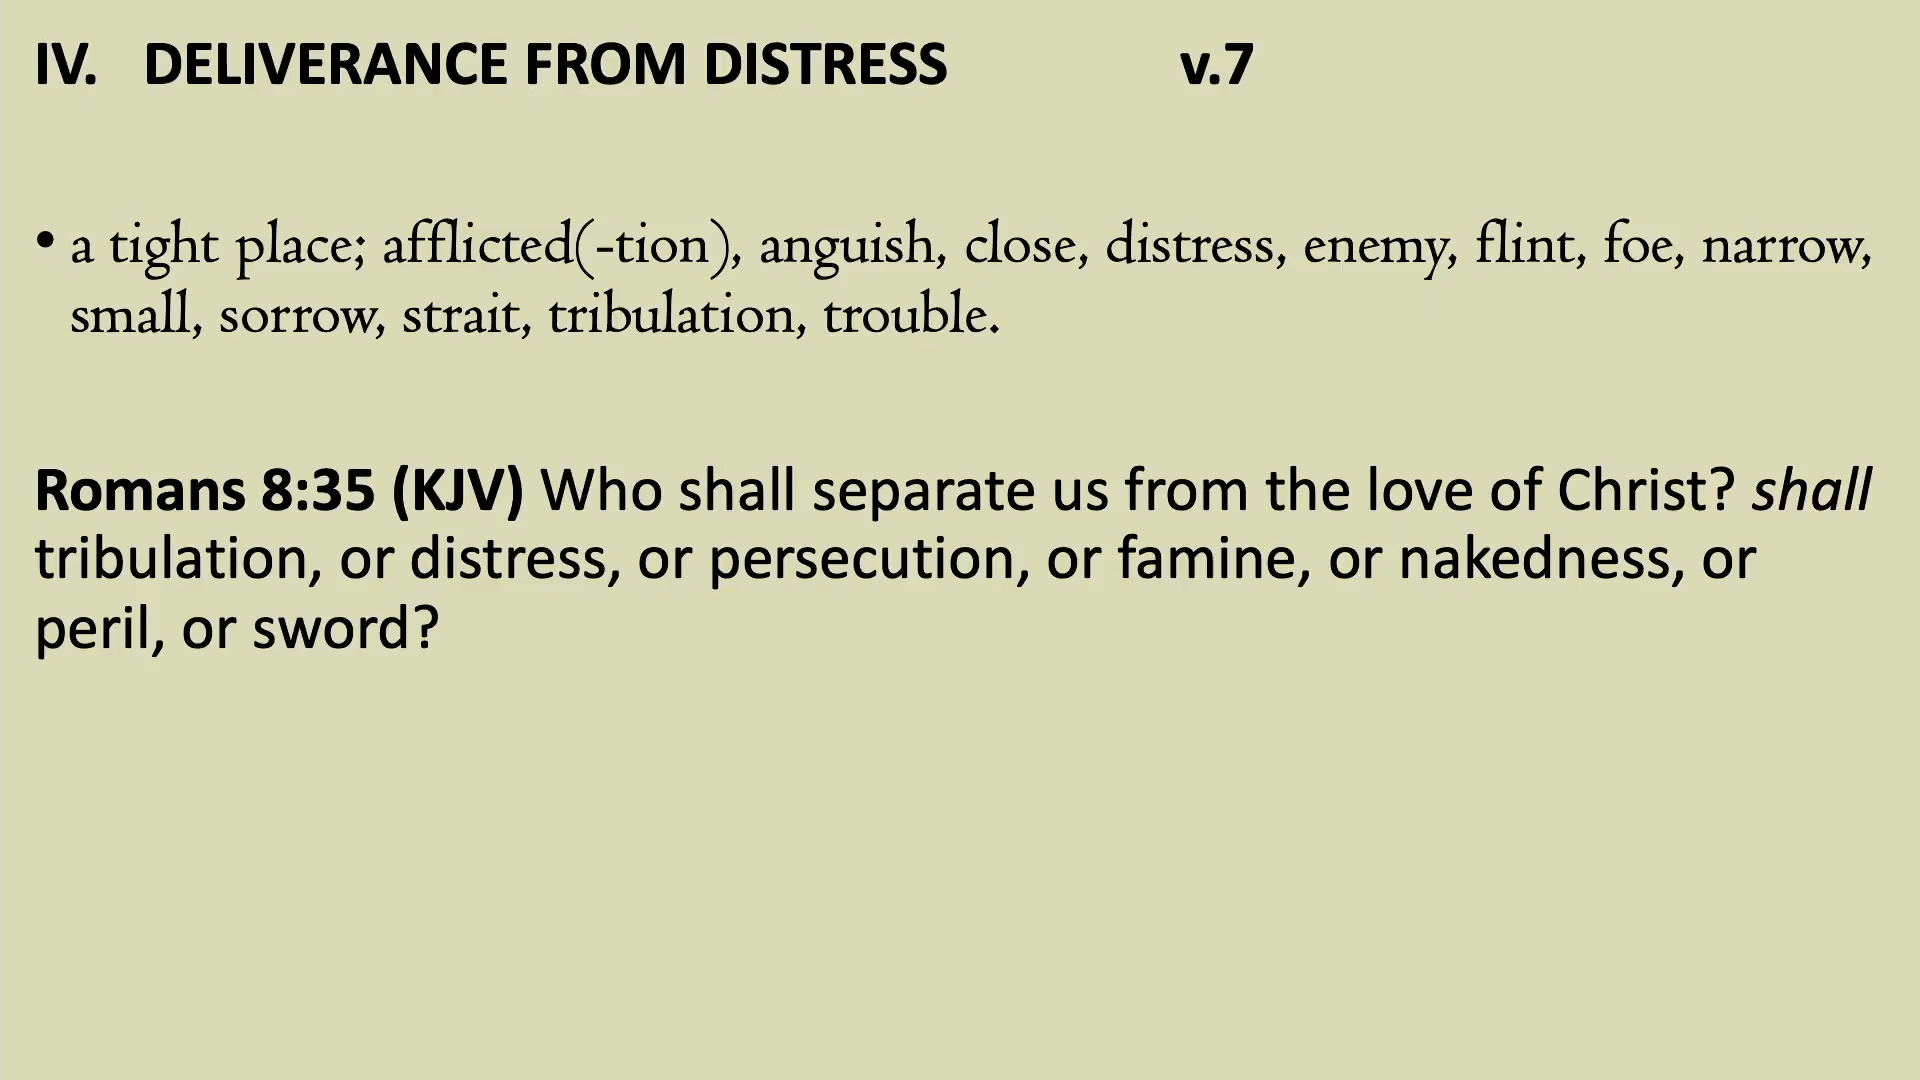 IV. DELIVERANCE FROM DISTRESS v.7
• a tight place; afflicted(-tion), anguish, close, distress, enemy, flint, foe, narrow,
small, sorrow, strait, tribulation, trouble.
Romans 8:35 (KJV) Who shall separate us from the love of Christ? shall
tribulation, or distress, or persecution, or famine, or nakedness, or
peril, or sword?